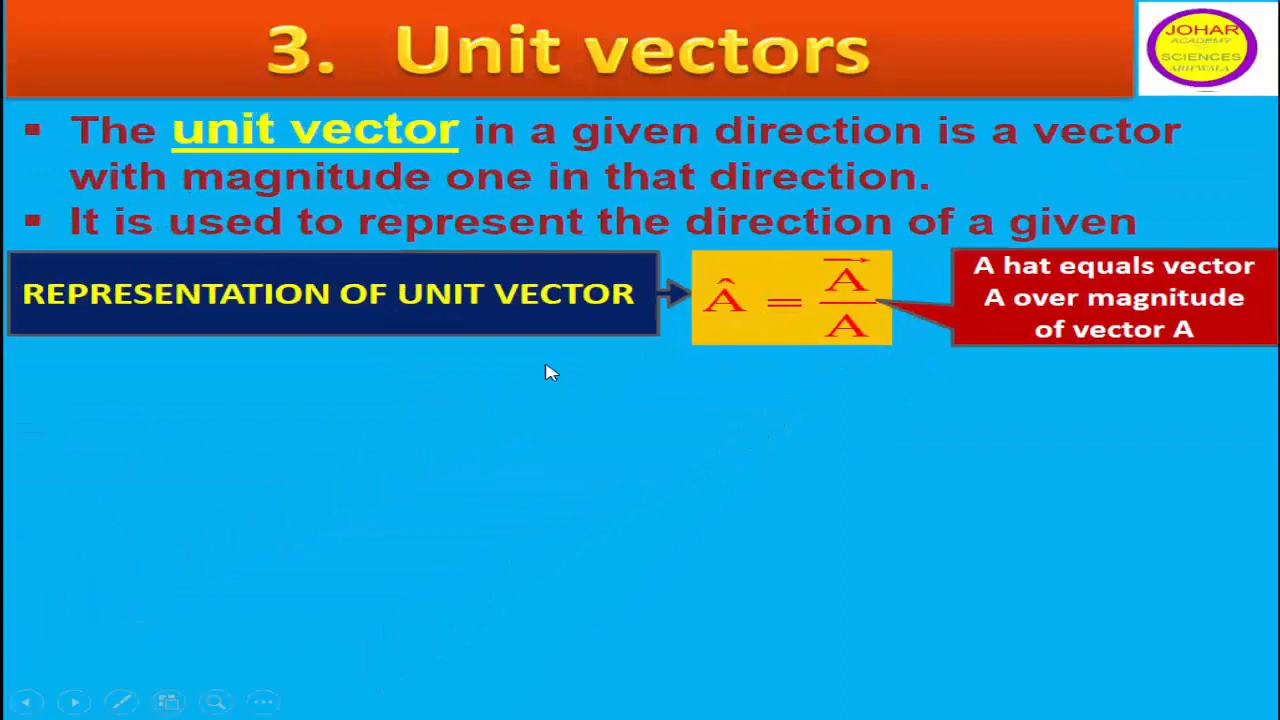 3. Unit vectors
JOHAR
ACADEMY
OF
SCIENCES
ARIFWALA
▪ The unit vector in a given direction is a vector
with magnitude one in that direction.
▪ It is used to represent the direction of a given
REPRESENTATION OF UNIT VECTOR
Â = A⃗ / A
A hat equals vector
A over magnitude
of vector A